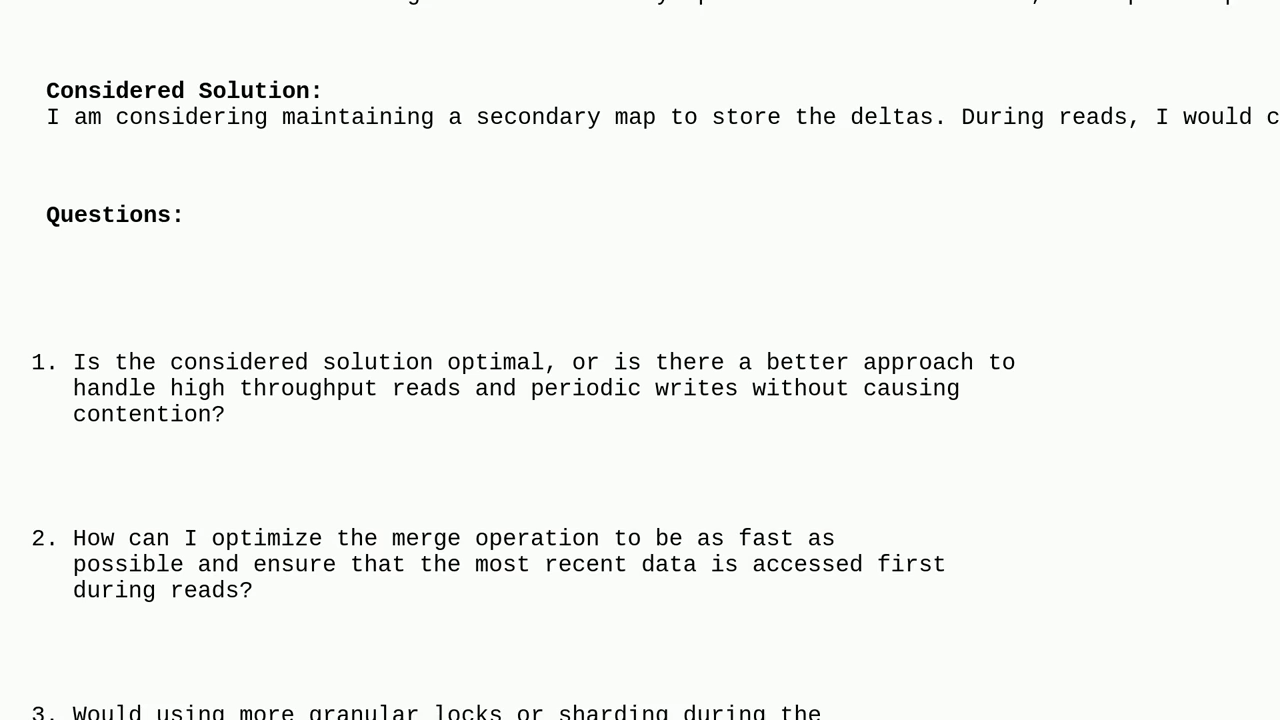 Considered Solution:
I am considering maintaining a secondary map to store the deltas. During reads, I would
Questions:
1. Is the considered solution optimal, or is there a better approach to
handle high throughput reads and periodic writes without causing
contention?
2. How can I optimize the merge operation to be as fast as
possible and ensure that the most recent data is accessed first
during reads?
3. Would using more granular locks or sharding during the